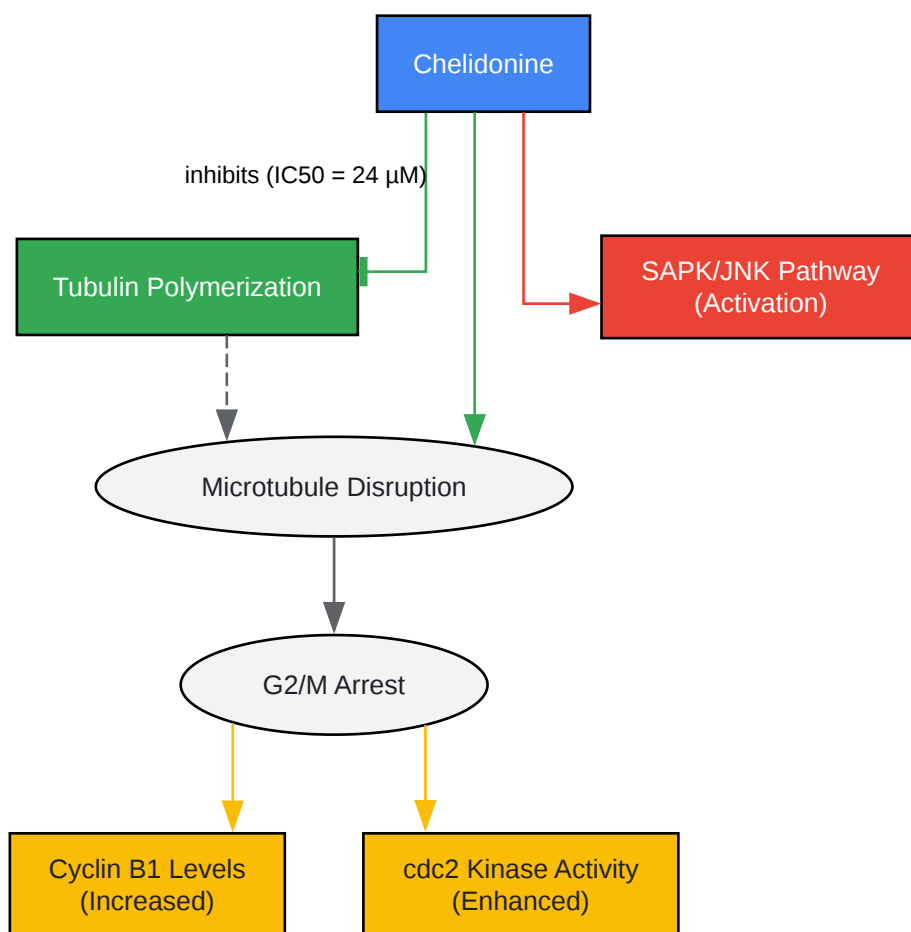 Chelidonine
inhibits (IC50 = 24 µM)
Tubulin Polymerization
SAPK/JNK Pathway
(Activation)
Microtubule Disruption
G2/M Arrest
Cyclin B1 Levels
(Increased)
cdc2 Kinase Activity
(Enhanced)